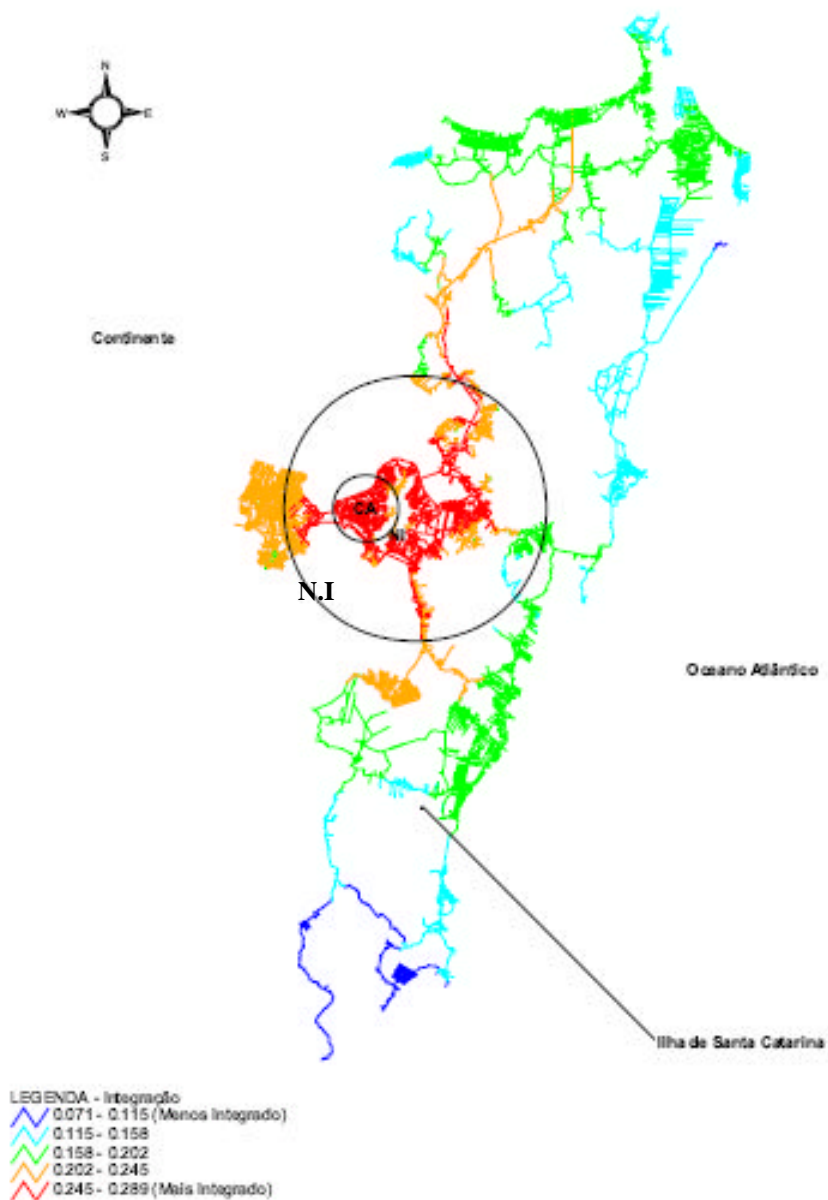 N
W E
S
Continente
CA
NI
N.I
Oceano Atlântico
Ilha de Santa Catarina
LEGENDA - Integração
0.071 - 0.115 (Menos Integrado)
0.115 - 0.158
0.158 - 0.202
0.202 - 0.245
0.245 - 0.289 (Mais Integrado)